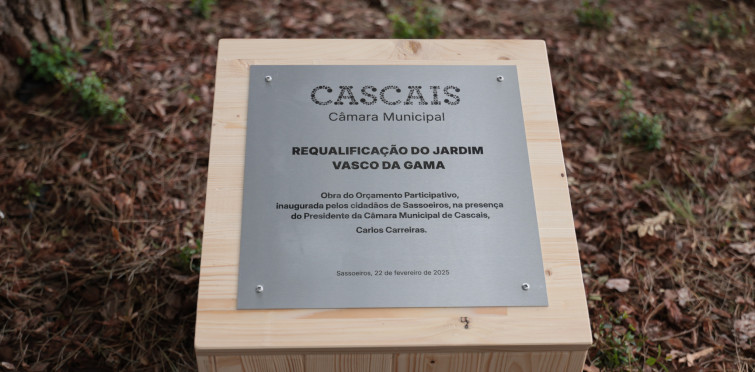 CASCAIS
Câmara Municipal
REQUALIFICAÇÃO DO JARDIM
VASCO DA GAMA
Obra do Orçamento Participativo,
inaugurada pelos cidadãos de Sassoeiros, na presença
do Presidente da Câmara Municipal de Cascais,
Carlos Carreiras.
Sassoeiros, 22 de fevereiro de 2025